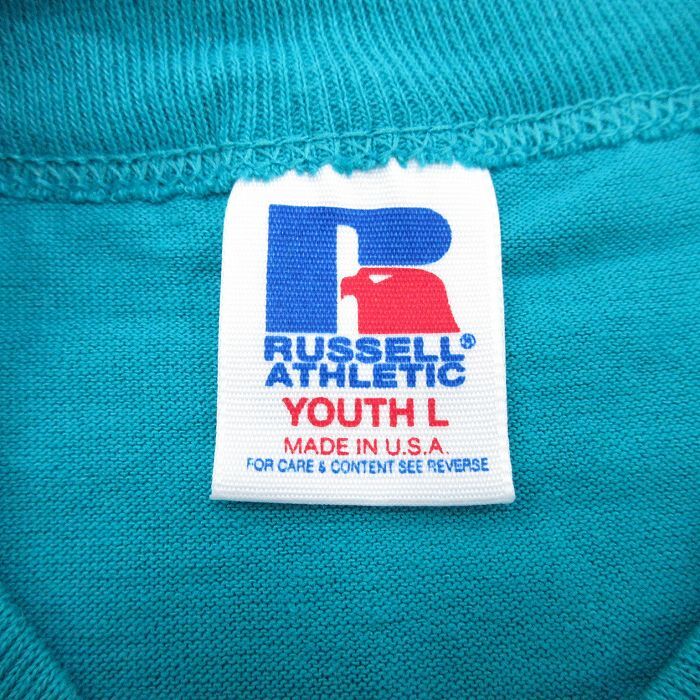 R
RUSSELL®
ATHLETIC
YOUTH L
MADE IN U.S.A.
FOR CARE & CONTENT SEE REVERSE